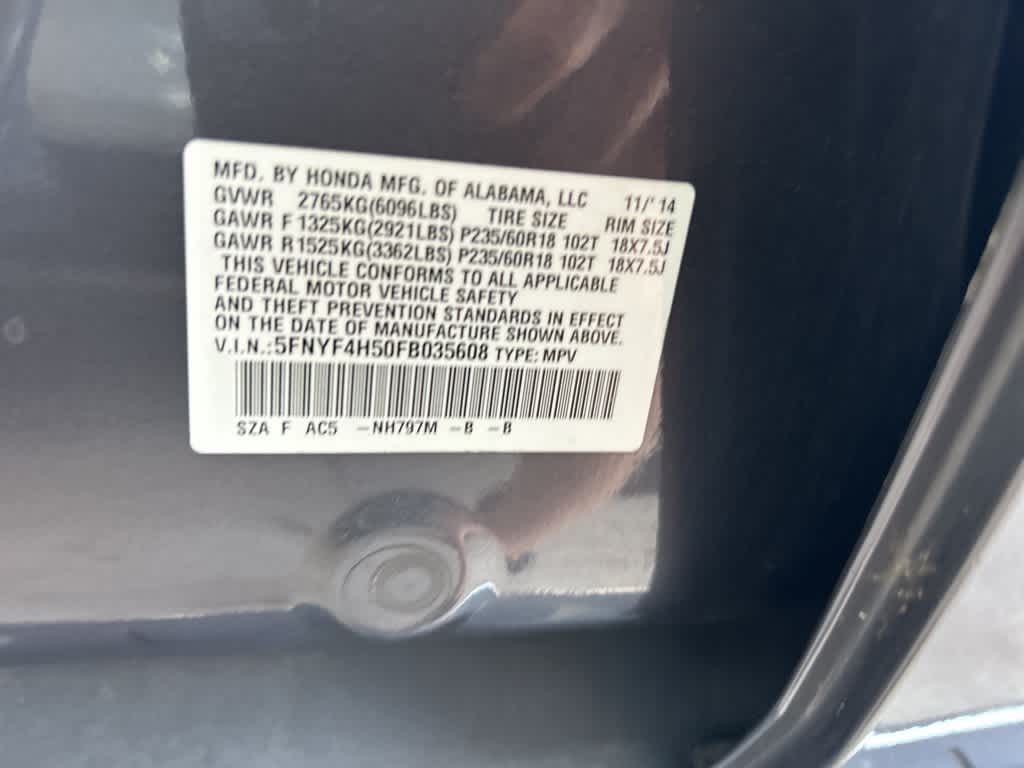 MFD. BY HONDA MFG. OF ALABAMA, LLC 11/'14
GVWR 2765KG(6096LBS) TIRE SIZE RIM SIZE
GAWR F 1325KG(2921LBS) P235/60R18 102T 18X7.5J
GAWR R1525KG(3362LBS) P235/60R18 102T 18X7.5J
THIS VEHICLE CONFORMS TO ALL APPLICABLE
FEDERAL MOTOR VEHICLE SAFETY
AND THEFT PREVENTION STANDARDS IN EFFECT
ON THE DATE OF MANUFACTURE SHOWN ABOVE.
V.I.N.:5FNYF4H50FB035608 TYPE: MPV
SZA F AC5 -NH797M -B -B